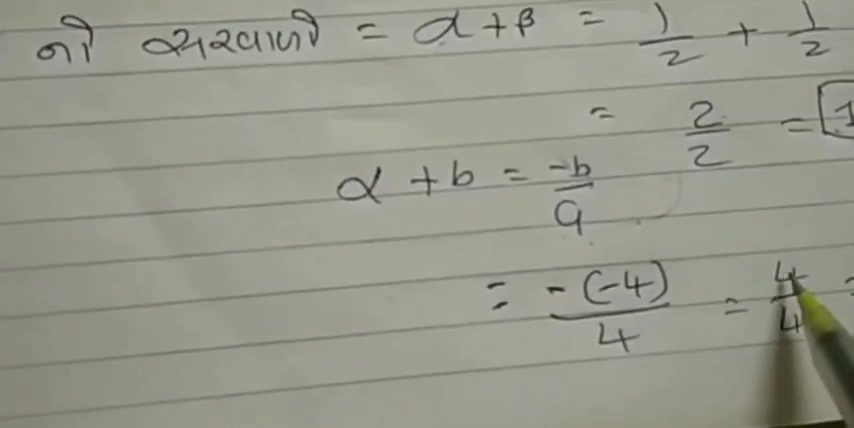 નો સરવાળો = α + β = 1/2 + 1/2
= 2/2 = 1
α + b = -b/a
= -(-4)/4 = 4/4 =